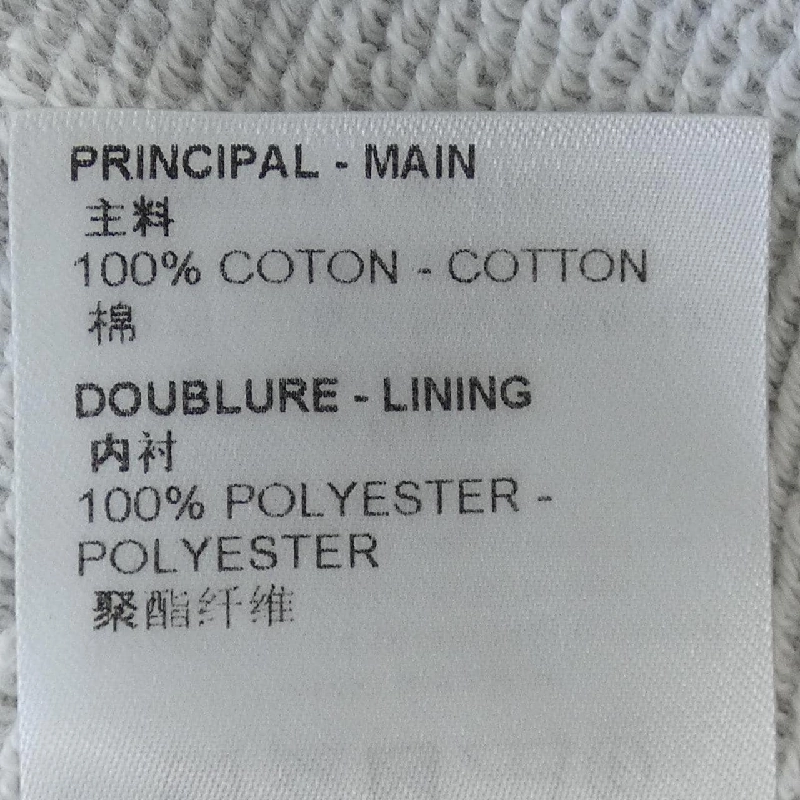 PRINCIPAL - MAIN
主料
100% COTON - COTTON
棉
DOUBLURE - LINING
内衬
100% POLYESTER -
POLYESTER
聚酯纤维